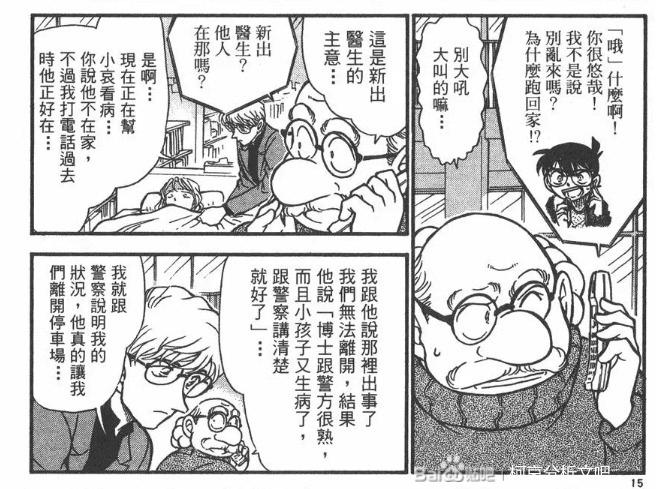 「哦」什麼啊！
你很悠哉！
我不是說
別亂來嗎？
為什麼跑回家!?
別大吼
大叫的嘛…
這是新出
醫生的
主意…
新出
醫生？
他人
在那嗎？
是啊…
現在正在幫
小哀看病…
你說他不在家，
不過我打電話過去
時他正好在…
我跟他說那裡出事了
我們無法離開，結果
他說「博士跟警方很熟，
而且小孩子又生病了，
跟警察講清楚
就好了」…
我就跟
警察說明我的
狀況，他真的讓我
們離開停車場…
15
Bai 贴吧 | 柯哀分析文吧